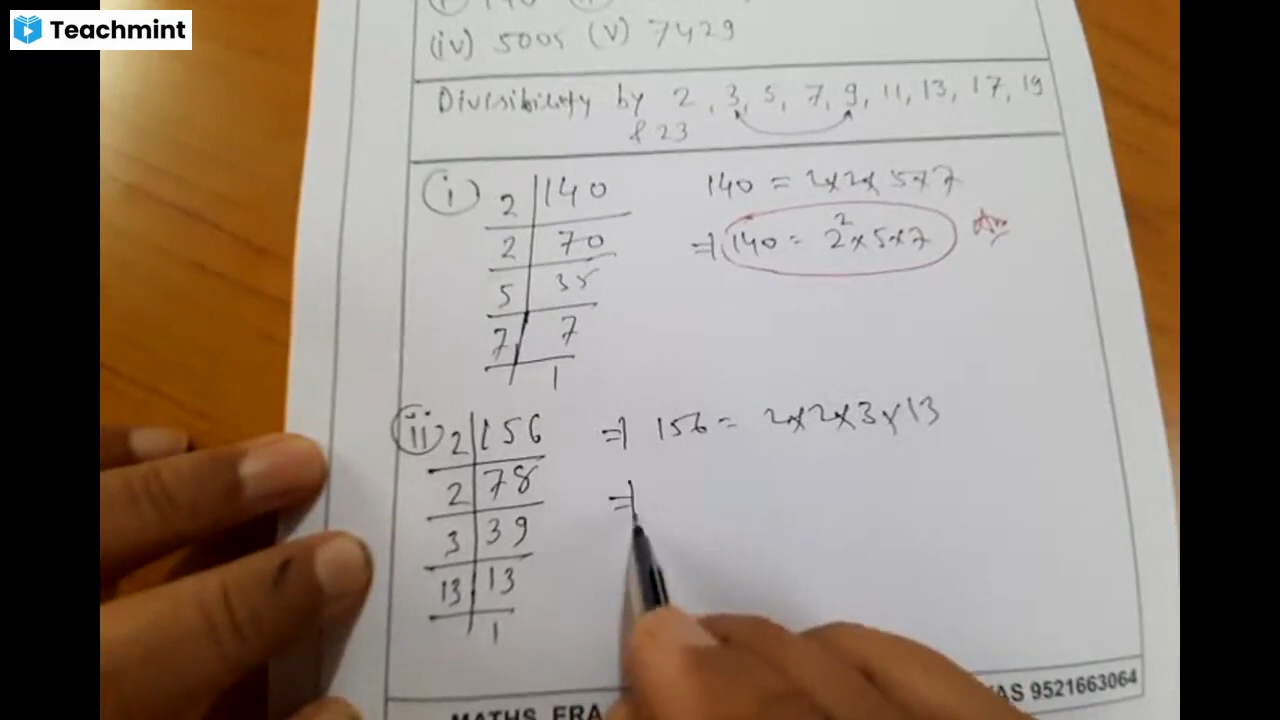 Teachmint
(iv) 5005 (v) 7429
Divisibility by 2, 3, 5, 7, 9, 11, 13, 17, 19
& 23
(i) 2 | 140
2 | 70
5 | 35
7 | 7
1
140 = 2×2×5×7
⇒ 140 = 2²×5×7 Ans
(ii) 2 | 156
2 | 78
3 | 39
13 | 13
1
⇒ 156 = 2×2×3×13
⇒
MATHS ERA
AS 9521663064